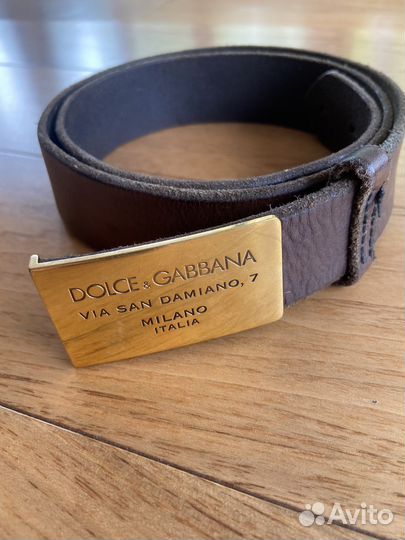 DOLCE & GABBANA
VIA SAN DAMIANO, 7
MILANO
ITALIA
Avito